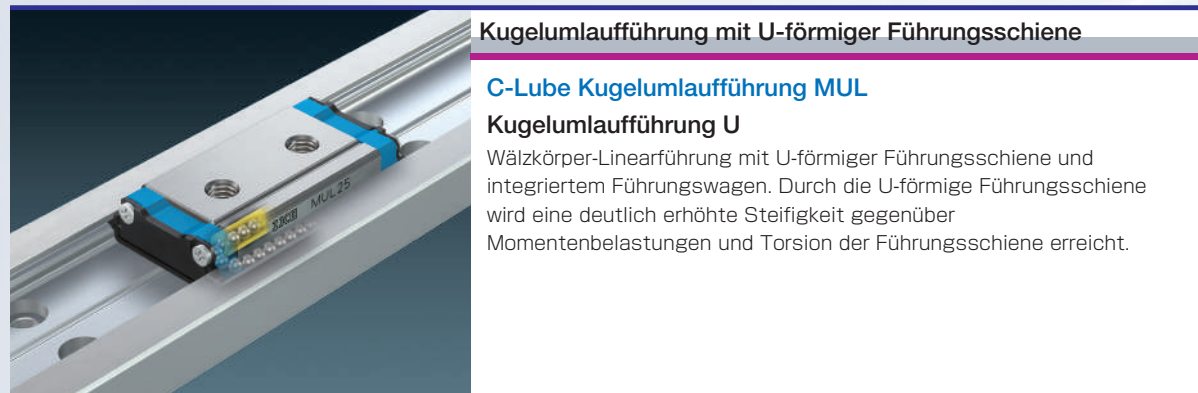 Kugelumlaufführung mit U-förmiger Führungsschiene
C-Lube Kugelumlaufführung MUL
Kugelumlaufführung U
Wälzkörper-Linearführung mit U-förmiger Führungsschiene und
integriertem Führungswagen. Durch die U-förmige Führungsschiene
wird eine deutlich erhöhte Steifigkeit gegenüber
Momentenbelastungen und Torsion der Führungsschiene erreicht.
IKO MUL 25